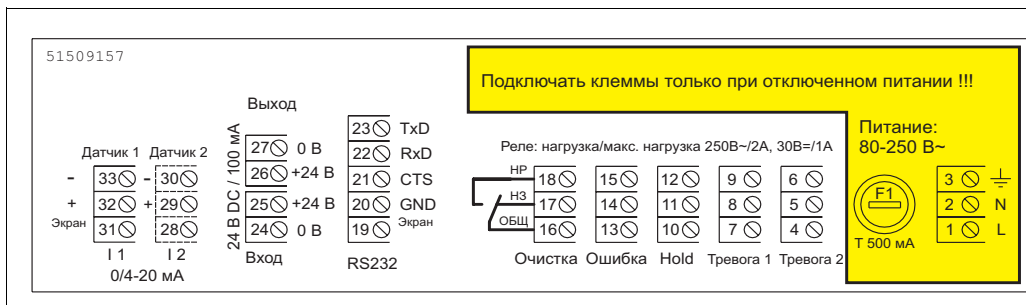 51509157
Подключать клеммы только при отключенном питании !!!
Питание:
80-250 В~
Реле: нагрузка/макс. нагрузка 250В~/2А, 30В=/1А
Выход
24 В DC / 100 мА
27 0 В
26 +24 В
25 +24 В
24 0 В
Вход
Датчик 1 Датчик 2
- 33 - 30
+ 32 + 29
Экран 31 28
I 1 I 2
0/4-20 мА
23 TxD
22 RxD
21 CTS
20 GND
19 Экран
RS232
НР 18 15 12 9 6
НЗ 17 14 11 8 5
ОБЩ 16 13 10 7 4
Очистка Ошибка Hold Тревога 1 Тревога 2
F1
Т 500 мА
3
2 N
1 L